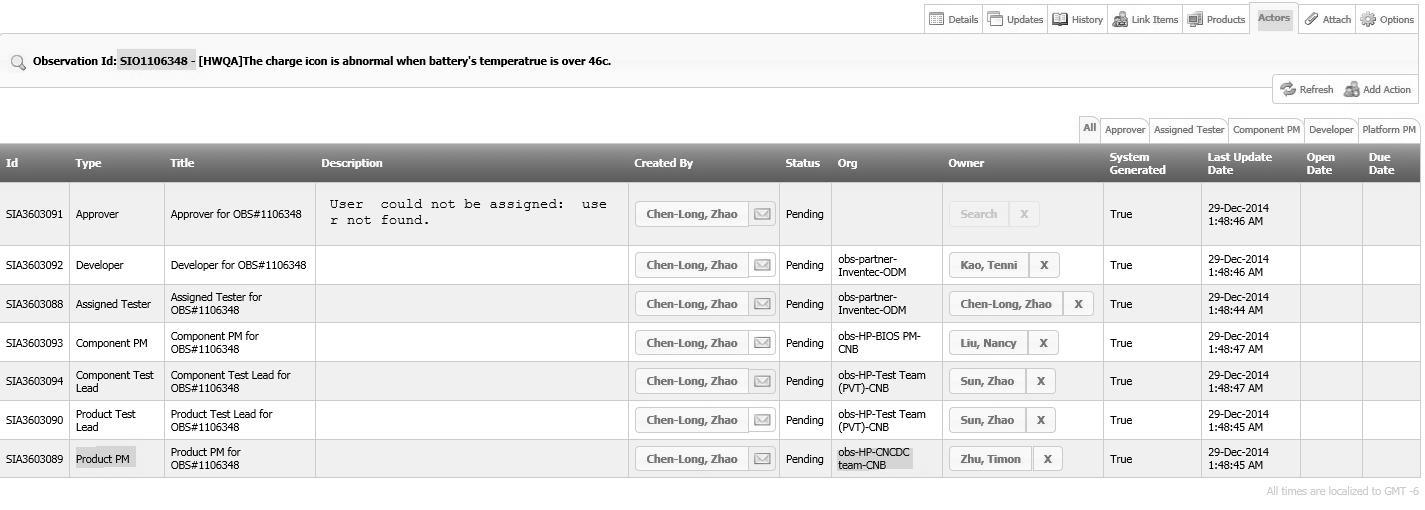 Details Updates History Link Items Products Actors Attach Options
Observation Id: SIO1106348 - [HWQA]The charge icon is abnormal when battery's temperatrue is over 46c.
Refresh Add Action
All Approver Assigned Tester Component PM Developer Platform PM
Id Type Title Description Created By Status Org Owner System Generated Last Update Date Open Date Due Date
SIA3603091 Approver Approver for OBS#1106348 User could not be assigned: use Chen-Long, Zhao Pending Search X True 29-Dec-2014
r not found. 1:48:46 AM
SIA3603092 Developer Developer for OBS#1106348 Chen-Long, Zhao Pending obs-partner- Kao, Tenni X True 29-Dec-2014
Inventec-ODM 1:48:46 AM
SIA3603088 Assigned Tester Assigned Tester for Chen-Long, Zhao Pending obs-partner- Chen-Long, Zhao X True 29-Dec-2014
OBS#1106348 Inventec-ODM 1:48:44 AM
SIA3603093 Component PM Component PM for Chen-Long, Zhao Pending obs-HP-BIOS PM- Liu, Nancy X True 29-Dec-2014
OBS#1106348 CNB 1:48:47 AM
SIA3603094 Component Test Component Test Lead for Chen-Long, Zhao Pending obs-HP-Test Team Sun, Zhao X True 29-Dec-2014
Lead OBS#1106348 (PVT)-CNB 1:48:47 AM
SIA3603090 Product Test Product Test Lead for Chen-Long, Zhao Pending obs-HP-Test Team Sun, Zhao X True 29-Dec-2014
Lead OBS#1106348 (PVT)-CNB 1:48:45 AM
SIA3603089 Product PM Product PM for Chen-Long, Zhao Pending obs-HP-CNCDC Zhu, Timon X True 29-Dec-2014
OBS#1106348 team-CNB 1:48:45 AM
All times are localized to GMT -6